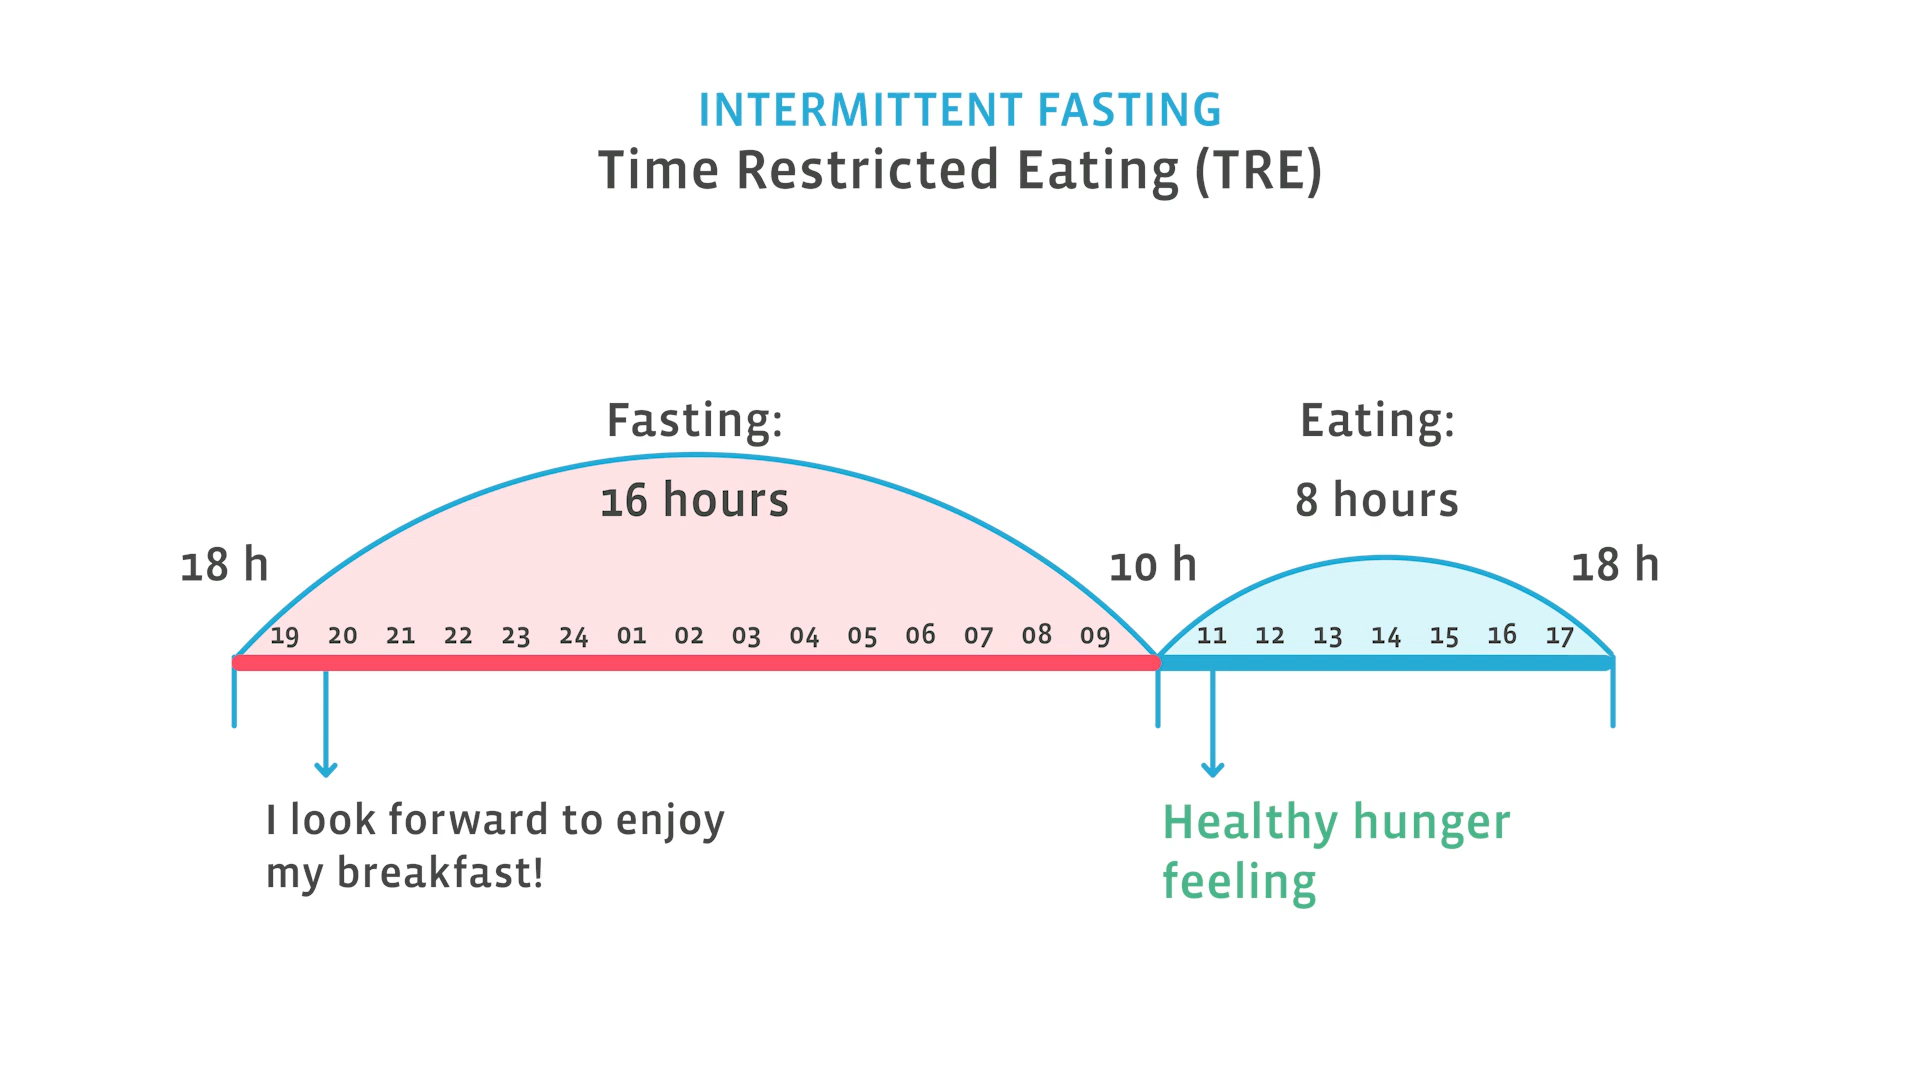 INTERMITTENT FASTING
Time Restricted Eating (TRE)
Fasting:
16 hours
Eating:
8 hours
18 h
10 h
18 h
19 20 21 22 23 24 01 02 03 04 05 06 07 08 09
11 12 13 14 15 16 17
I look forward to enjoy
my breakfast!
Healthy hunger
feeling